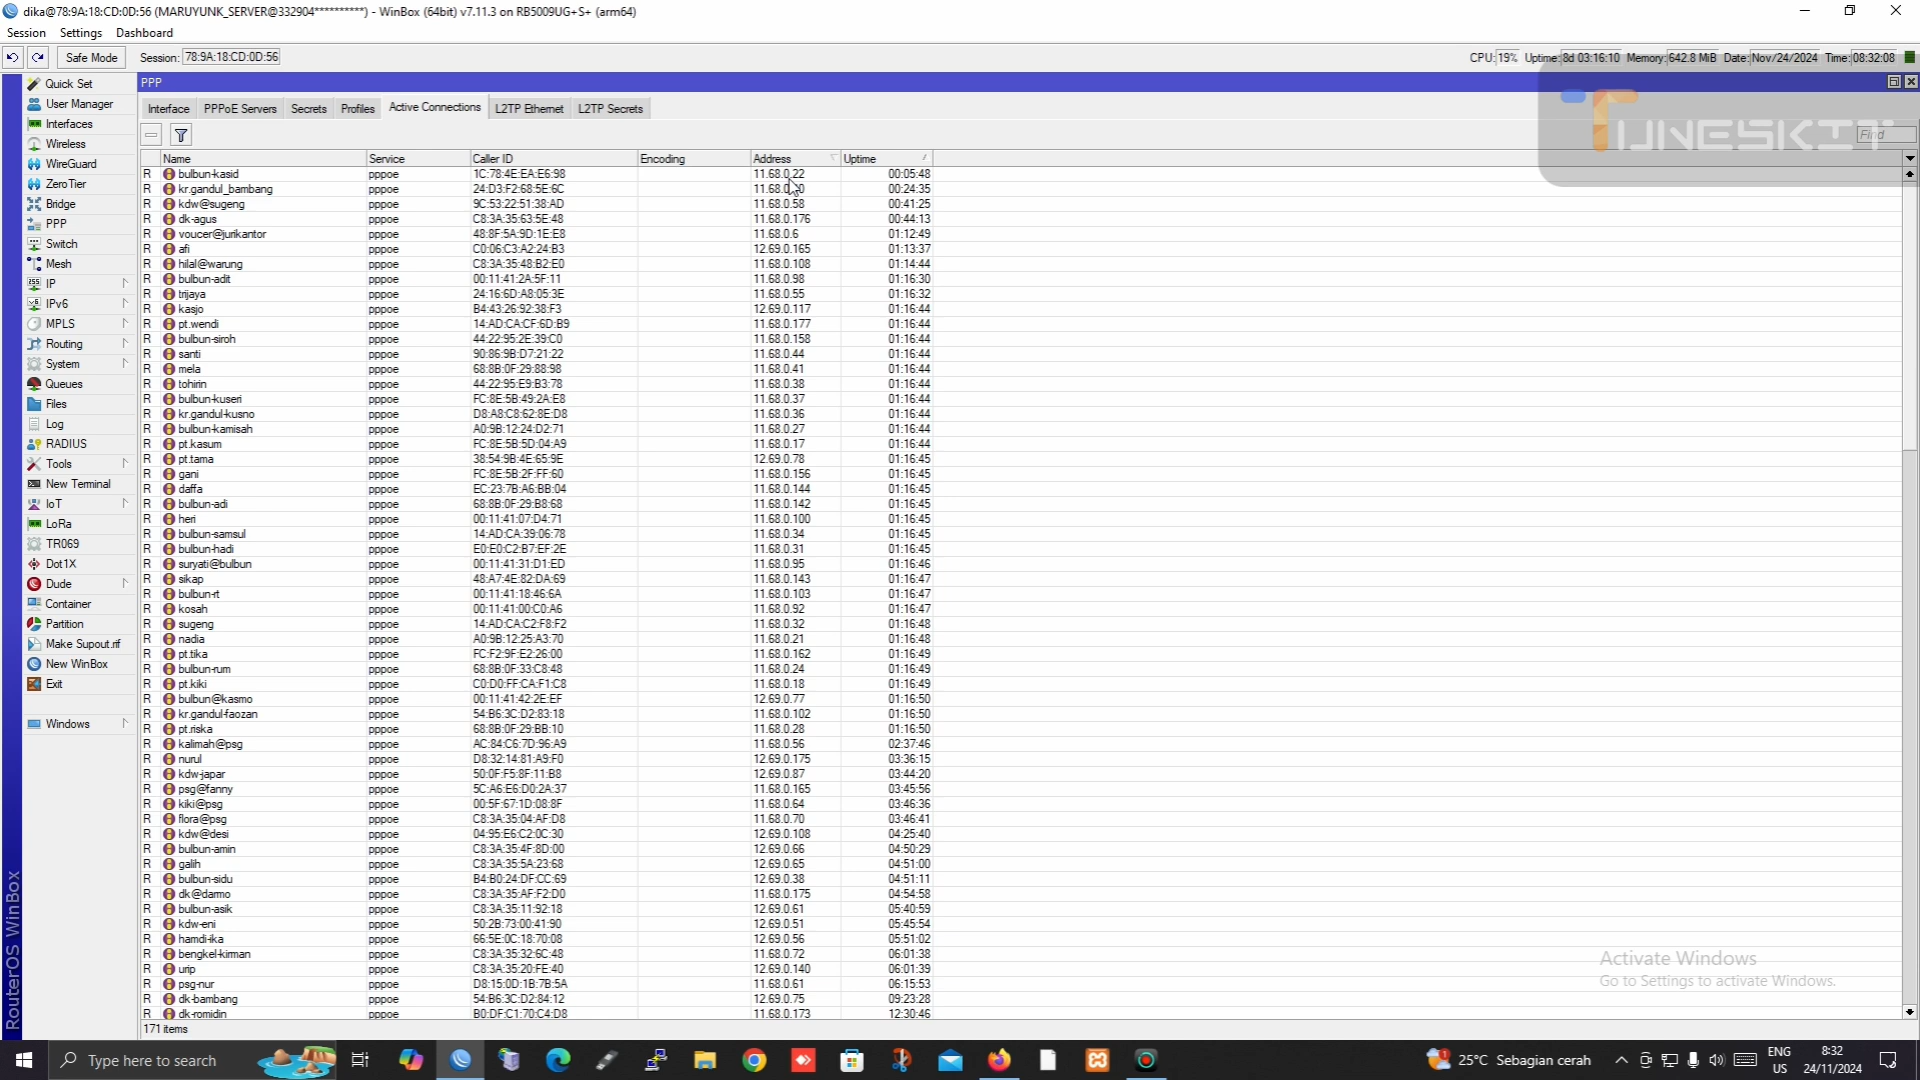 dika@78:9A:18:CD:0D:56 (MARUYUNK_SERVER@332904**********) - WinBox (64bit) v7.11.3 on RB5009UG+S+ (arm64)
Session Settings Dashboard
Safe Mode Session: 78:9A:18:CD:0D:56 CPU: 19% Uptime: 8d 03:16:10 Memory: 642.8 MiB Date: Nov/24/2024 Time: 08:32:08
Quick Set
User Manager
Interfaces
Wireless
WireGuard
ZeroTier
Bridge
PPP
Switch
Mesh
IP
IPv6
MPLS
Routing
System
Queues
Files
Log
RADIUS
Tools
New Terminal
IoT
LoRa
TR069
Dot1X
Dude
Container
Partition
Make Supout.rif
New WinBox
Exit
Windows
RouterOS WinBox
PPP
Interface PPPoE Servers Secrets Profiles Active Connections L2TP Ethernet L2TP Secrets
Find
TUNESKIT
Name Service Caller ID Encoding Address Uptime
R bulbun-kasid pppoe 1C:78:4E:EA:E6:98 11.68.0.22 00:05:48
R kr.gandul_bambang pppoe 24:D3:F2:68:5E:6C 11.68.0 00:24:35
R kdw@sugeng pppoe 9C:53:22:51:38:AD 11.68.0.58 00:41:25
R dk-agus pppoe C8:3A:35:63:5E:48 11.68.0.176 00:44:13
R voucer@jurikantor pppoe 48:8F:5A:9D:1E:E8 11.68.0.6 01:12:49
R afi pppoe C0:06:C3:A2:24:B3 12.69.0.165 01:13:37
R hilal@warung pppoe C8:3A:35:48:B2:E0 11.68.0.108 01:14:44
R bulbun-adit pppoe 00:11:41:2A:5F:11 11.68.0.98 01:16:30
R trijaya pppoe 24:16:6D:A8:05:3E 11.68.0.55 01:16:32
R kasjo pppoe B4:43:26:92:38:F3 12.69.0.117 01:16:44
R pt.wendi pppoe 14:AD:CA:CF:6D:B9 11.68.0.177 01:16:44
R bulbun-siroh pppoe 44:22:95:2E:39:C0 11.68.0.158 01:16:44
R santi pppoe 90:86:9B:D7:21:22 11.68.0.44 01:16:44
R mela pppoe 68:8B:0F:29:88:98 11.68.0.41 01:16:44
R tohirin pppoe 44:22:95:E9:B3:78 11.68.0.38 01:16:44
R bulbun-kuseri pppoe FC:8E:5B:49:2A:E8 11.68.0.37 01:16:44
R kr.gandul-kusno pppoe D8:A8:C8:62:8E:D8 11.68.0.36 01:16:44
R bulbun-kamisah pppoe A0:9B:12:24:D2:71 11.68.0.27 01:16:44
R pt.kasum pppoe FC:8E:5B:5D:04:A9 11.68.0.17 01:16:44
R pt.tama pppoe 38:54:9B:4E:65:9E 12.69.0.78 01:16:45
R gani pppoe FC:8E:5B:2F:FF:60 11.68.0.156 01:16:45
R daffa pppoe EC:23:7B:A6:BB:04 11.68.0.144 01:16:45
R bulbun-adi pppoe 68:8B:0F:29:B8:68 11.68.0.142 01:16:45
R heri pppoe 00:11:41:07:D4:71 11.68.0.100 01:16:45
R bulbun-samsul pppoe 14:AD:CA:39:06:78 11.68.0.34 01:16:45
R bulbun-hadi pppoe E0:E0:C2:B7:EF:2E 11.68.0.31 01:16:45
R suryati@bulbun pppoe 00:11:41:31:D1:ED 11.68.0.95 01:16:46
R sikap pppoe 48:A7:4E:82:DA:69 11.68.0.143 01:16:47
R bulbun-rt pppoe 00:11:41:18:46:6A 11.68.0.103 01:16:47
R kosah pppoe 00:11:41:00:C0:A6 11.68.0.92 01:16:47
R sugeng pppoe 14:AD:CA:C2:F8:F2 11.68.0.32 01:16:48
R nadia pppoe A0:9B:12:25:A3:70 11.68.0.21 01:16:48
R pt.tika pppoe FC:F2:9F:E2:26:00 11.68.0.162 01:16:49
R bulbun-rum pppoe 68:8B:0F:33:C8:48 11.68.0.24 01:16:49
R pt.kiki pppoe C0:D0:FF:CA:F1:C8 11.68.0.18 01:16:49
R bulbun@kasmo pppoe 00:11:41:42:2E:EF 12.69.0.77 01:16:50
R kr.gandul-faozan pppoe 54:B6:3C:D2:83:18 11.68.0.102 01:16:50
R pt.riska pppoe 68:8B:0F:29:BB:10 11.68.0.28 01:16:50
R kalimah@psg pppoe AC:84:C6:7D:96:A9 11.68.0.56 02:37:46
R nurul pppoe D8:32:14:81:A9:F0 12.69.0.175 03:36:15
R kdw-japar pppoe 50:0F:F5:8F:11:B8 12.69.0.87 03:44:20
R psg@fanny pppoe 5C:A6:E6:D0:2A:37 11.68.0.165 03:45:56
R kiki@psg pppoe 00:5F:67:1D:08:8F 11.68.0.64 03:46:36
R flora@psg pppoe C8:3A:35:04:AF:D8 11.68.0.70 03:46:41
R kdw@desi pppoe 04:95:E6:C2:0C:30 12.69.0.108 04:25:40
R bulbun-amin pppoe C8:3A:35:4F:8D:00 12.69.0.66 04:50:29
R galih pppoe C8:3A:35:5A:23:68 12.69.0.65 04:51:00
R bulbun-sidu pppoe B4:B0:24:DF:CC:69 12.69.0.38 04:51:11
R dk@darmo pppoe C8:3A:35:AF:F2:D0 11.68.0.175 04:54:58
R bulbun-asik pppoe C8:3A:35:11:92:18 12.69.0.61 05:40:59
R kdw-eni pppoe 50:2B:73:00:41:90 12.69.0.51 05:45:54
R hamdi-ika pppoe 66:5E:0C:18:70:08 12.69.0.56 05:51:02
R bengkel-kirman pppoe C8:3A:35:32:6C:48 11.68.0.72 06:01:38
R urip pppoe C8:3A:35:20:FE:40 12.69.0.140 06:01:39
R psg-nur pppoe D8:15:0D:1B:7B:5A 11.68.0.61 06:15:53
R dk-bambang pppoe 54:B6:3C:D2:84:12 12.69.0.75 09:23:28
R dk-romidin pppoe B0:DF:C1:70:C4:D8 11.68.0.173 12:30:46
171 items
Activate Windows
Go to Settings to activate Windows.
Type here to search
25°C Sebagian cerah
ENG
US
8:32
24/11/2024